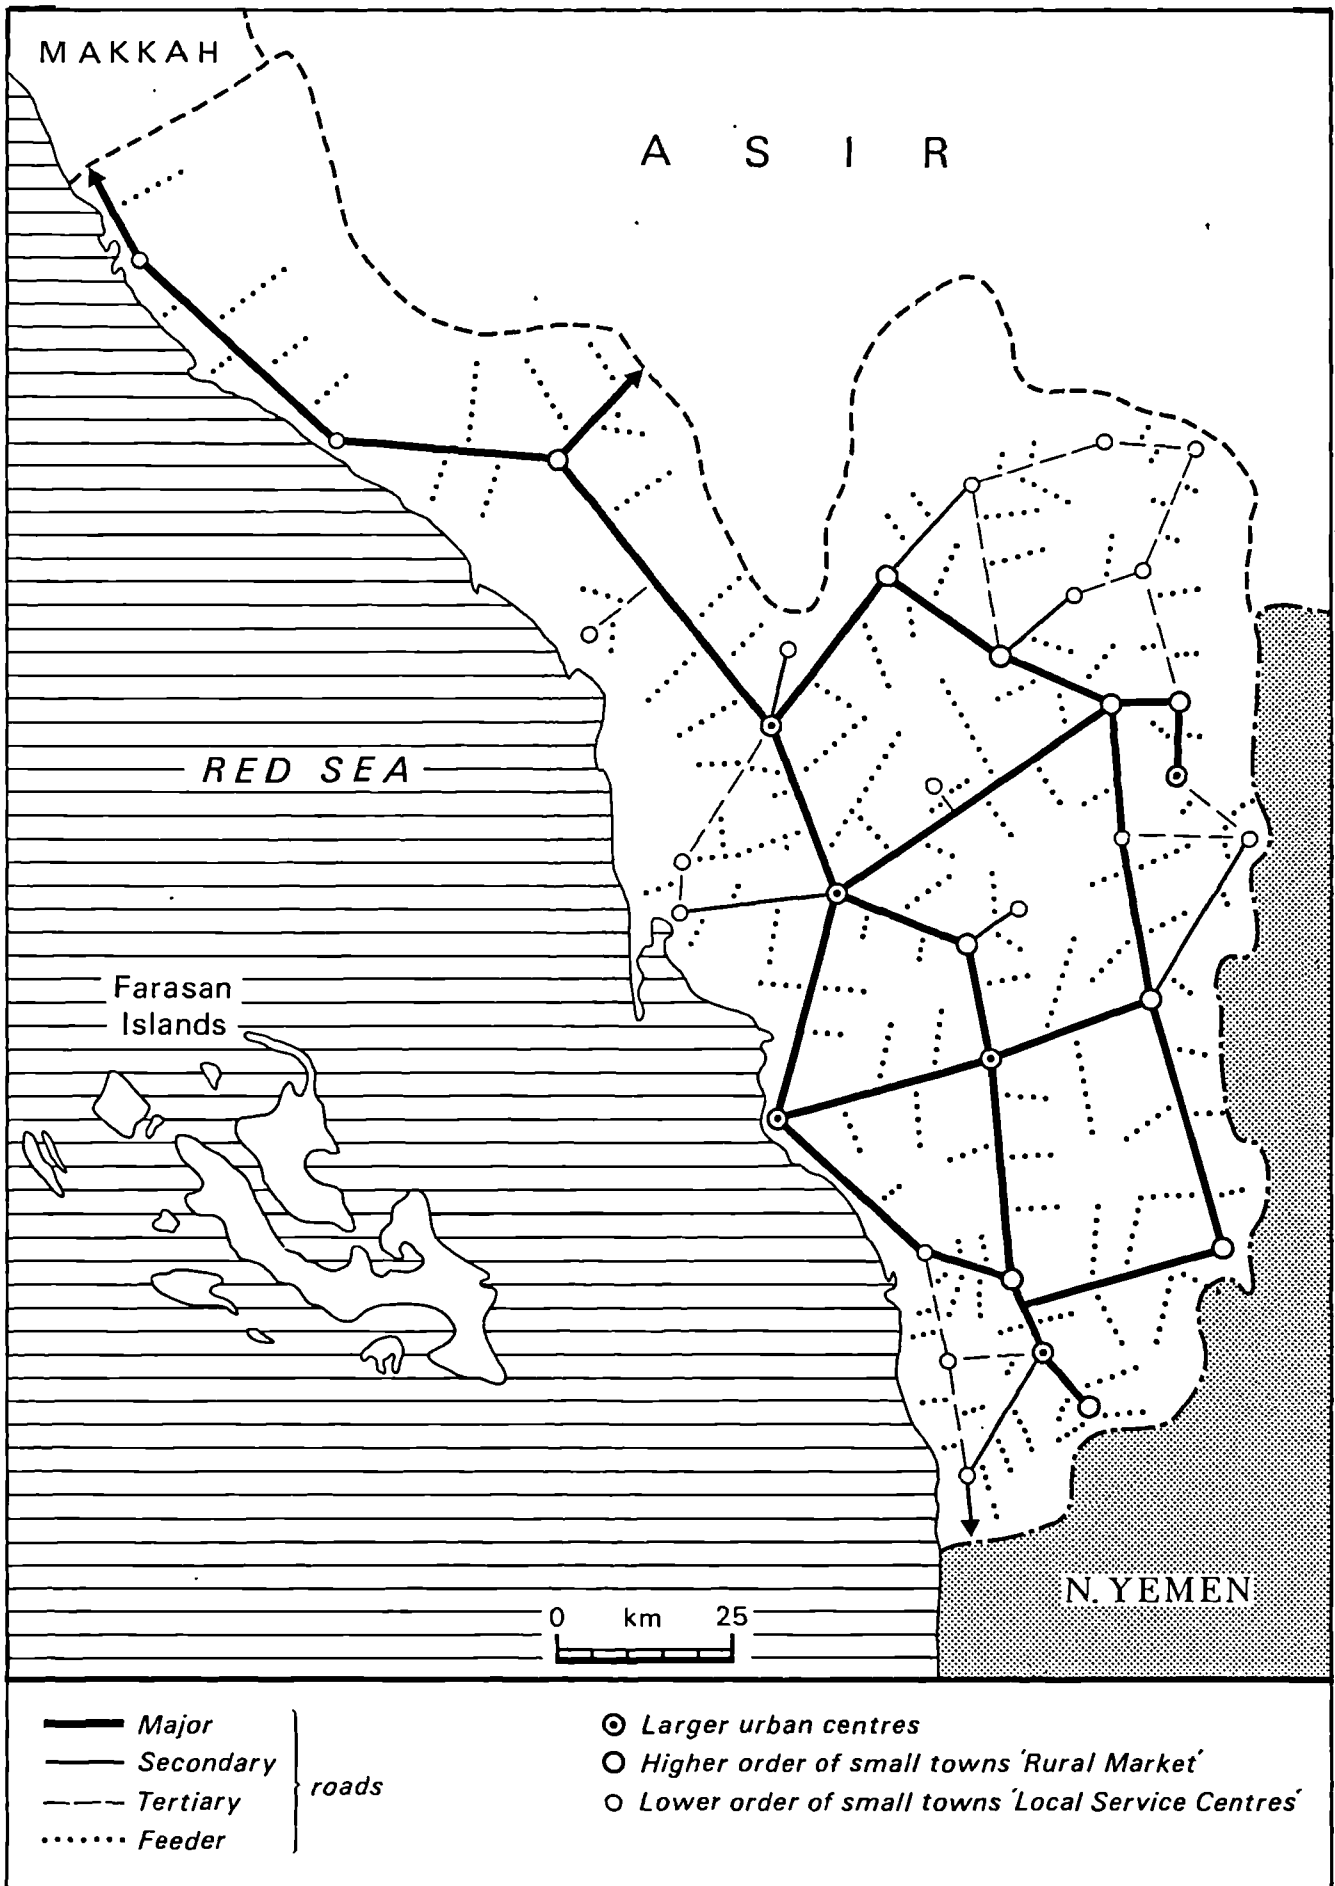 MAKKAH
ASIR
RED SEA
Farasan
Islands
N. YEMEN
0 km 25
Major
Secondary
Tertiary
Feeder
roads
Larger urban centres
Higher order of small towns 'Rural Market'
Lower order of small towns 'Local Service Centres'